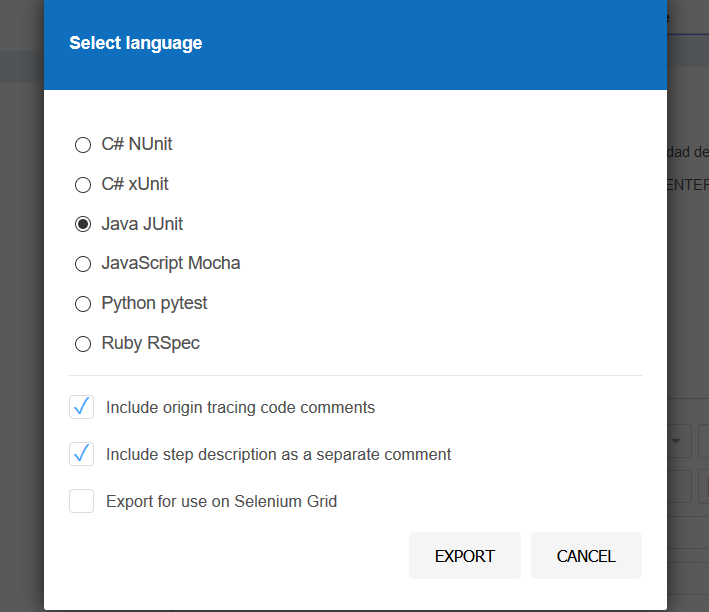 Select language
C# NUnit
C# xUnit
Java JUnit
JavaScript Mocha
Python pytest
Ruby RSpec
Include origin tracing code comments
Include step description as a separate comment
Export for use on Selenium Grid
EXPORT
CANCEL
dad de
ENTER